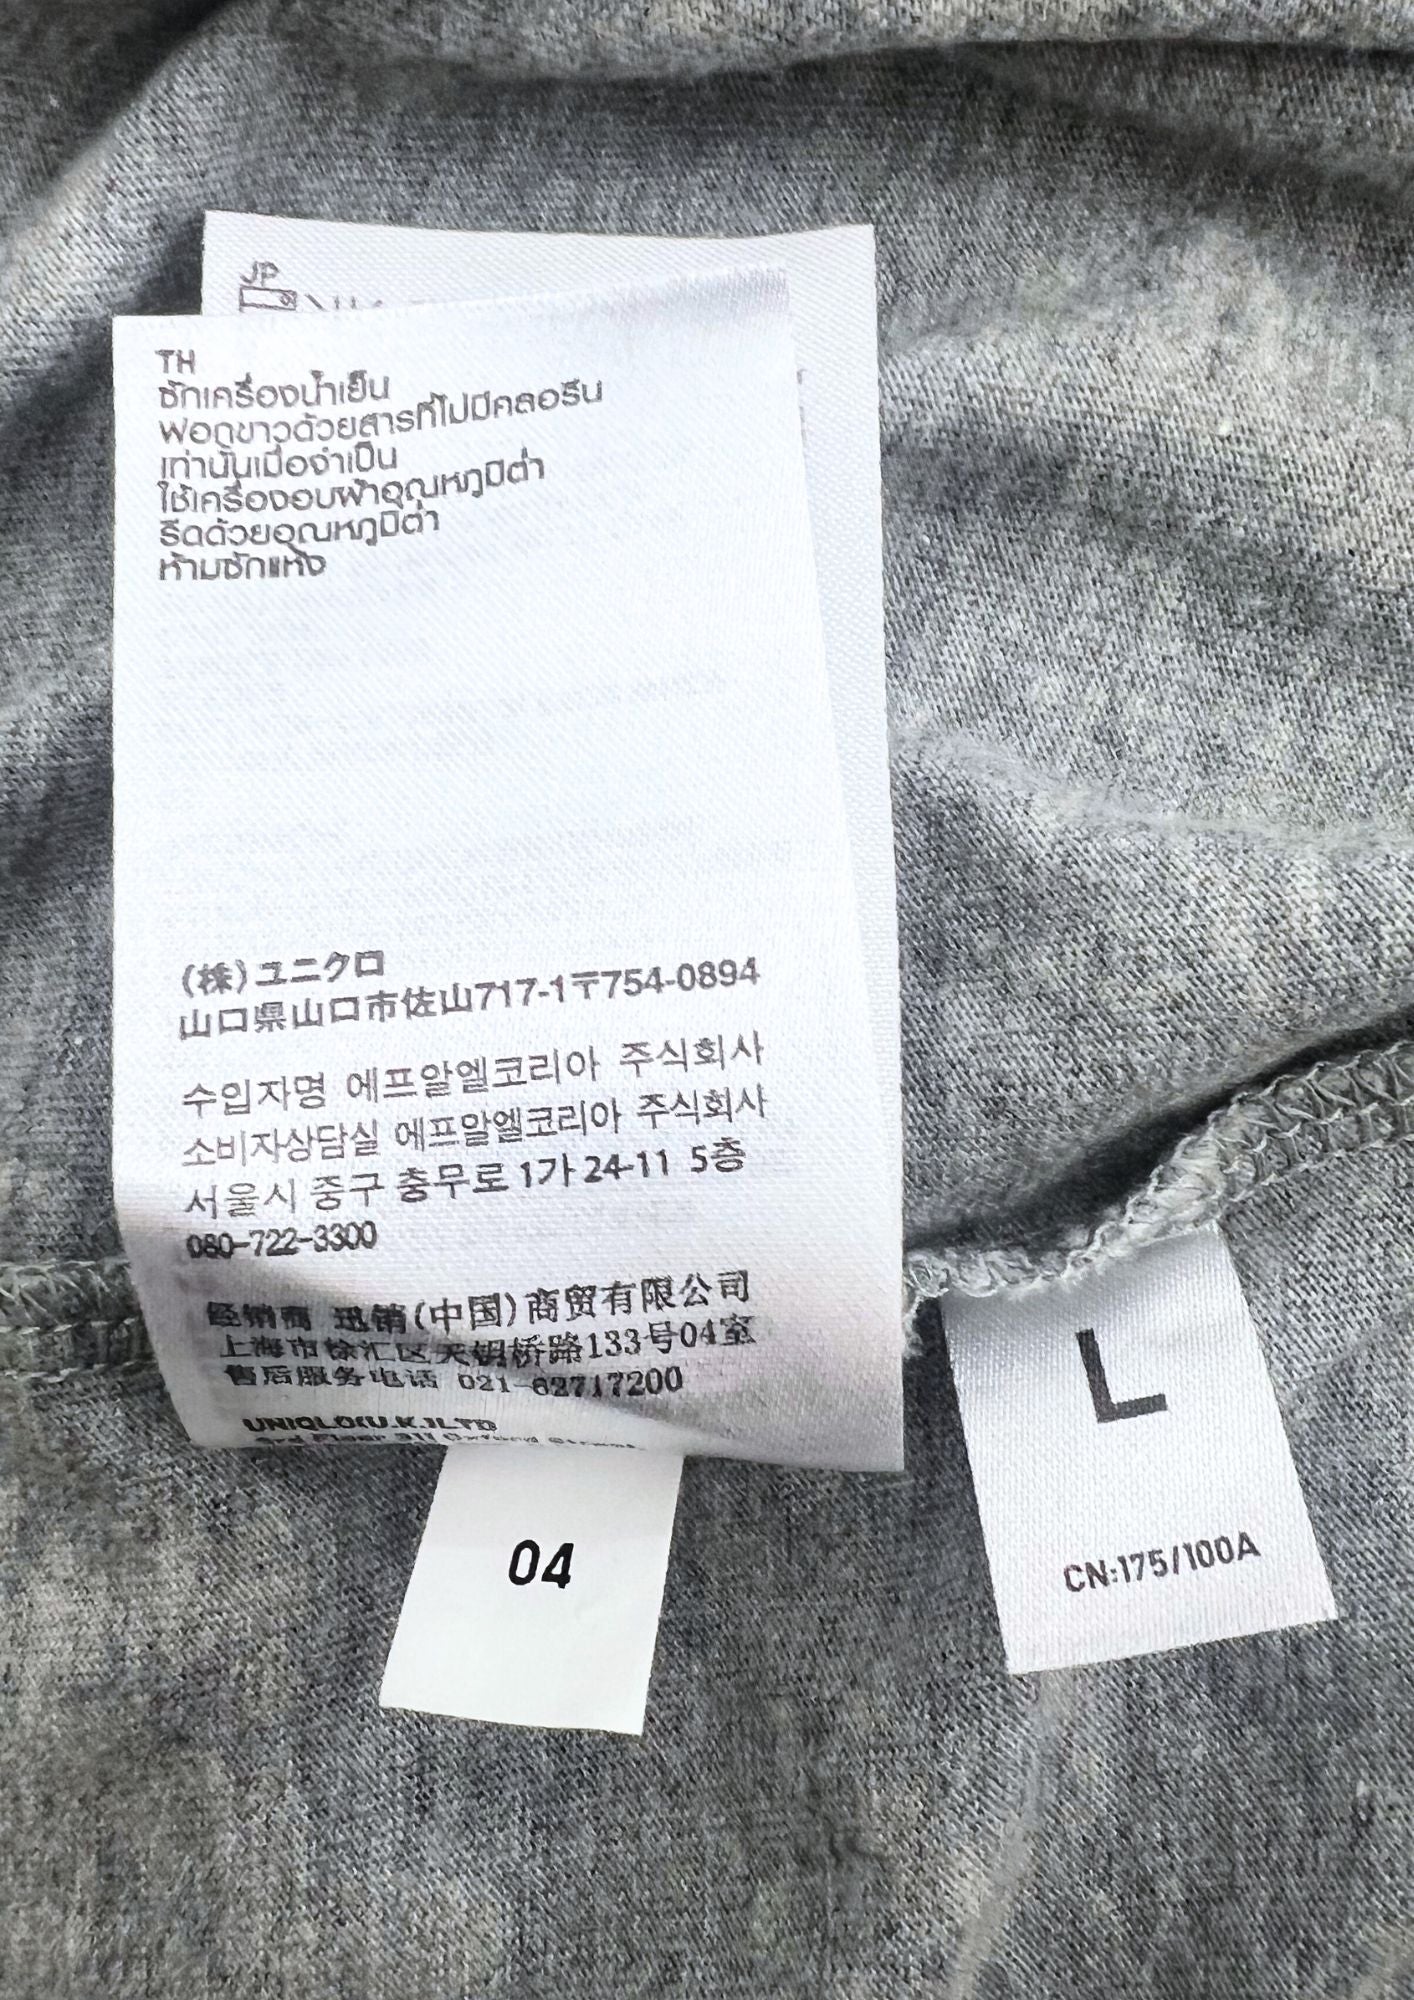 JP
TH
ซักเครื่องน้ำเย็น
ฟอกขาวด้วยสารที่ไม่มีคลอรีน
เท่านั้นเมื่อจำเป็น
ใช้เครื่องอบผ้าอุณหภูมิต่ำ
รีดด้วยอุณหภูมิต่ำ
ห้ามซักแห้ง
(株)ユニクロ
山口県山口市佐山717-1〒754-0894
수입자명 에프알엘코리아 주식회사
소비자상담실 에프알엘코리아 주식회사
서울시 중구 충무로 1가 24-11 5층
080-722-3300
经销商 迅销(中国)商贸有限公司
上海市徐汇区天钥桥路133号04室
售后服务电话 021-62717200
UNIQLO(U.K.)LTD
3rd Floor 311 Oxford Street
04
L
CN:175/100A